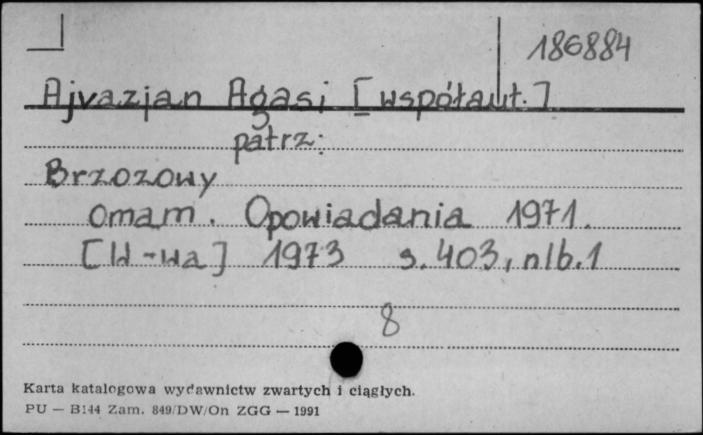 186884
Ajvazjan Agasi [współaut.]
patrz:
Brzozowy
omam. Opowiadania 1971.
[W-wa] 1973 s. 403, nlb. 1
8
Karta katalogowa wydawnictw zwartych i ciągłych.
PU — B144 Zam. 849/DW/On ZGG — 1991